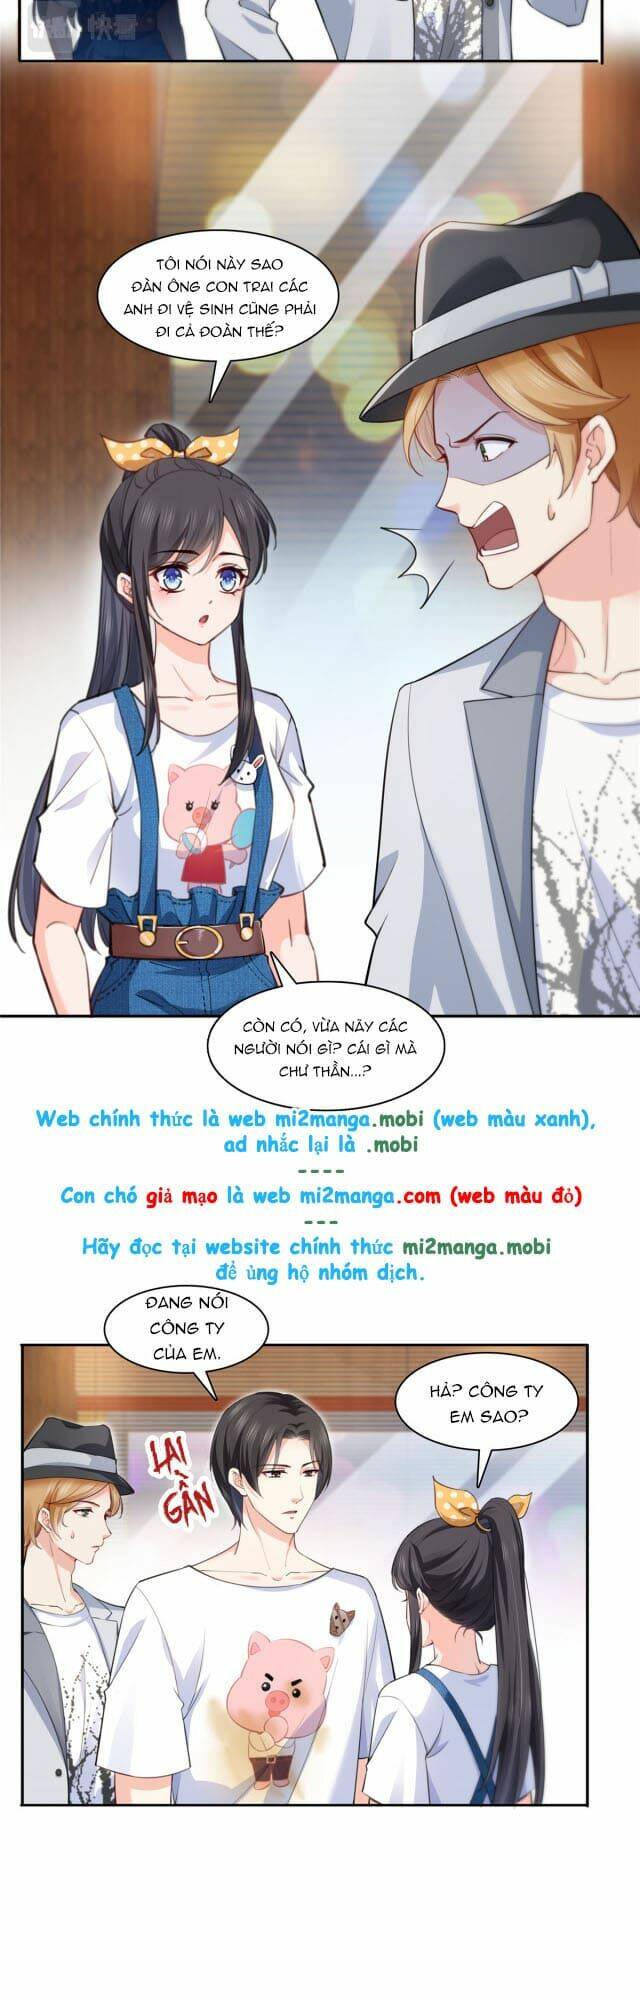 快看
TÔI NÓI NÀY SAO
ĐÀN ÔNG CON TRAI CÁC
ANH ĐI VỆ SINH CŨNG PHẢI
ĐI CẢ ĐOÀN THẾ?
CÒN CÓ, VỪA NÃY CÁC
NGƯỜI NÓI GÌ? CÁI GÌ MÀ
CHƯ THẦN...?
Web chính thức là web mi2manga.mobi (web màu xanh),
ad nhắc lại là .mobi
----
Con chó giả mạo là web mi2manga.com (web màu đỏ)
---
Hãy đọc tại website chính thức mi2manga.mobi
để ủng hộ nhóm dịch.
ĐANG NÓI
CÔNG TY
CỦA EM.
HẢ? CÔNG TY
EM SAO?
LẠI
GẦN